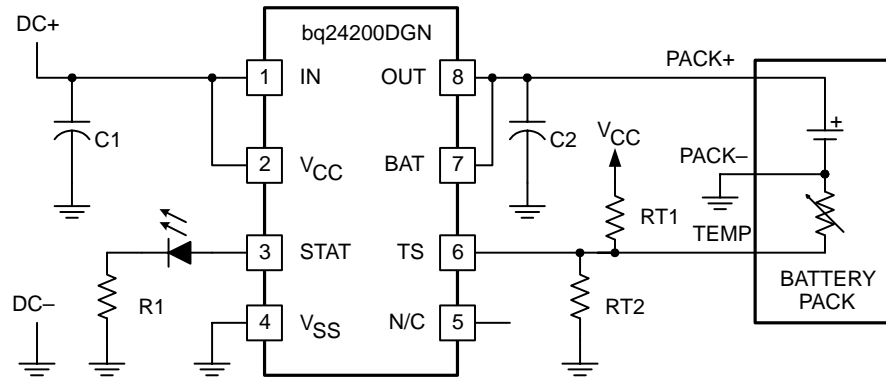 DC+
bq24200DGN
1 IN OUT 8
PACK+
C1
C2
VCC
+
2 VCC BAT 7
PACK–
RT1
3 STAT TS 6
TEMP
BATTERY
PACK
DC–
R1
RT2
4 VSS N/C 5